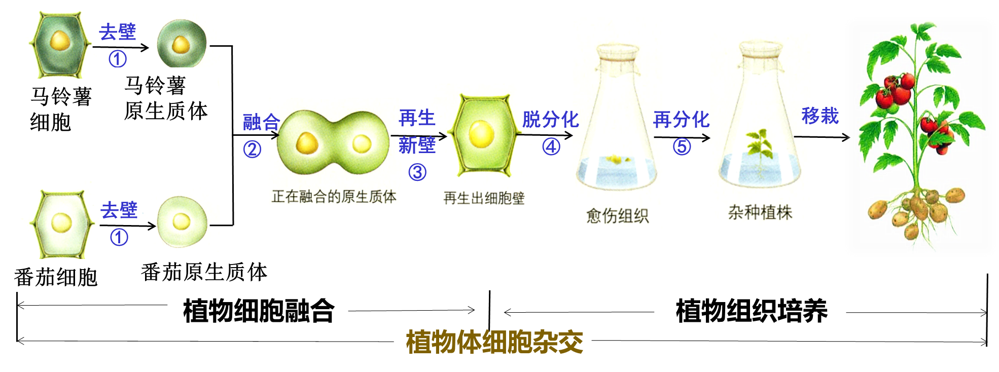 去壁
①
马铃薯
细胞
马铃薯
原生质体
融合
②
正在融合的原生质体
再生
新壁
③
再生出细胞壁
脱分化
④
愈伤组织
再分化
⑤
杂种植株
移栽
去壁
①
番茄细胞
番茄原生质体
植物细胞融合
植物组织培养
植物体细胞杂交